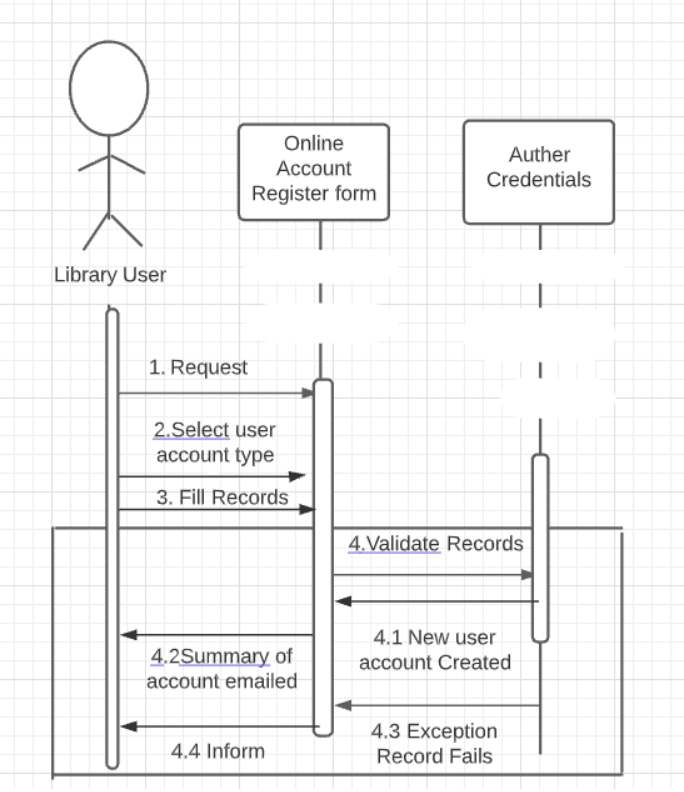 Online
Account
Register form
Auther
Credentials
Library User
1. Request
2.Select user
account type
3. Fill Records
4.Validate Records
4.1 New user
account Created
4.2Summary of
account emailed
4.3 Exception
Record Fails
4.4 Inform